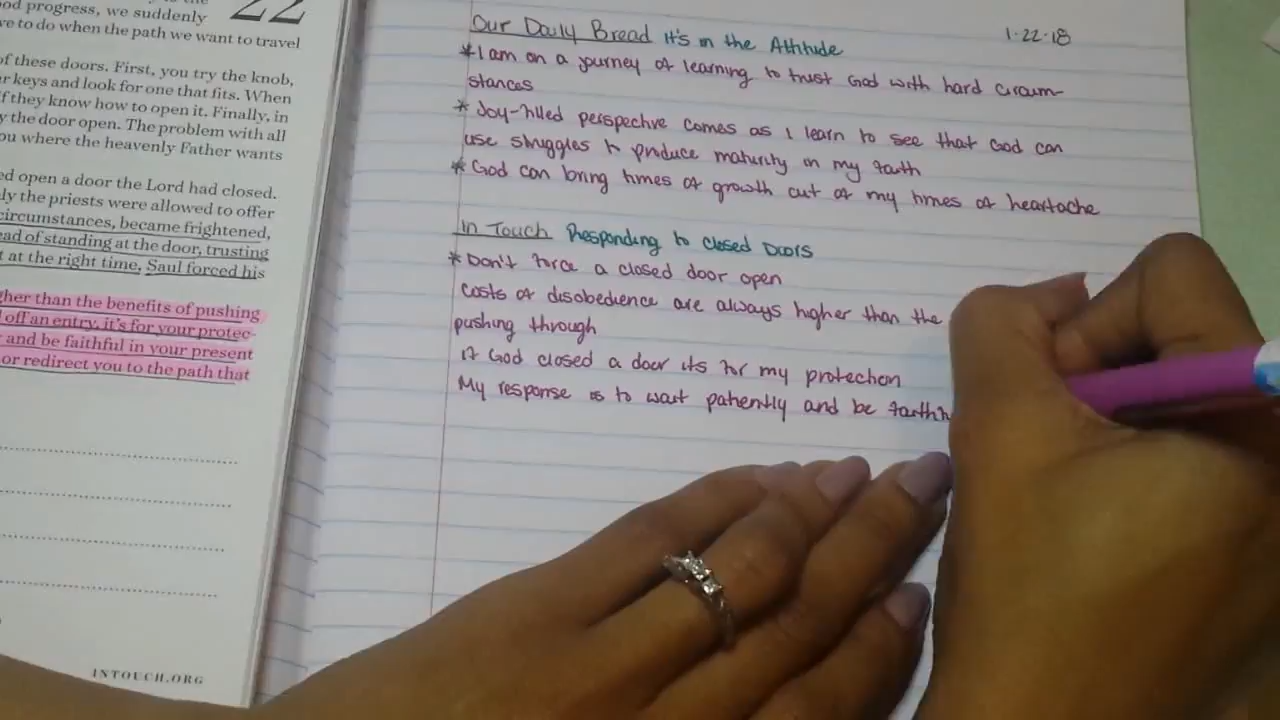 22
od progress, we suddenly
ve to do when the path we want to travel
of these doors. First, you try the knob,
r keys and look for one that fits. When
f they know how to open it. Finally, in
y the door open. The problem with all
ou where the heavenly Father wants
ed open a door the Lord had closed.
ly the priests were allowed to offer
circumstances, became frightened,
ead of standing at the door, trusting
t at the right time, Saul forced his
gher than the benefits of pushing
off an entry, it's for your protec-
and be faithful in your present
or redirect you to the path that
INTOUCH.ORG
Our Daily Bread It's in the Attitude
1-22-18
*I am on a journey of learning to trust God with hard circum-
stances
* Joy-filled perspective comes as I learn to see that God can
use struggles to produce maturity in my faith
* God can bring times of growth out of my times of heartache
In Touch Responding to Closed Doors
* Don't force a closed door open
costs of disobedience are always higher than the
pushing through
If God closed a door its for my protection
My response is to wait patiently and be faith